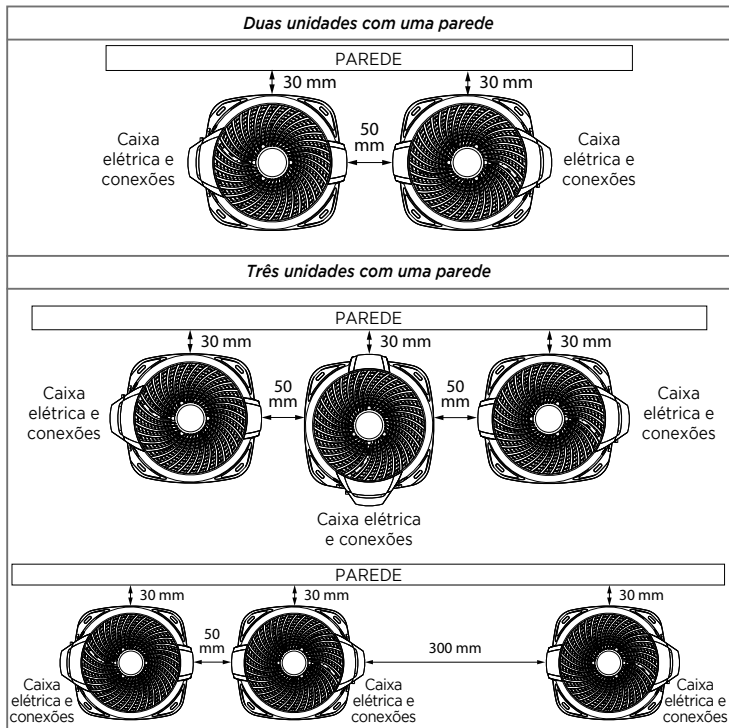 Duas unidades com uma parede
PAREDE
30 mm
30 mm
50
mm
Caixa
elétrica e
conexões
Caixa
elétrica e
conexões
Três unidades com uma parede
PAREDE
30 mm
30 mm
30 mm
Caixa
elétrica e
conexões
50
mm
50
mm
Caixa
elétrica e
conexões
Caixa elétrica
e conexões
PAREDE
30 mm
30 mm
30 mm
50
mm
300 mm
Caixa
elétrica e
conexões
Caixa
elétrica e
conexões
Caixa
elétrica e
conexões